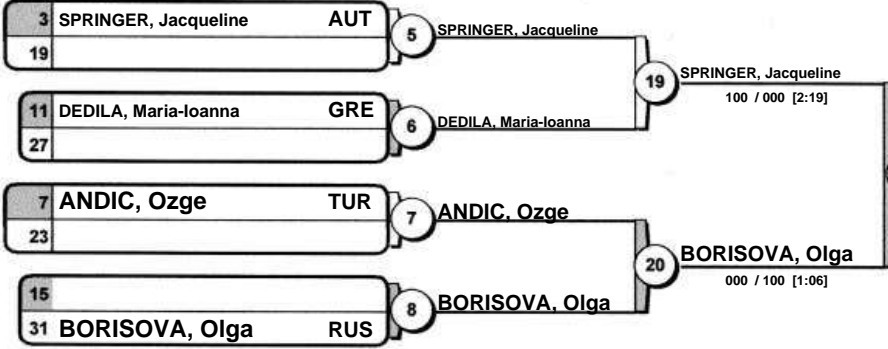 3 SPRINGER, Jacqueline AUT
19
5 SPRINGER, Jacqueline
11 DEDILA, Maria-Ioanna GRE
27
6 DEDILA, Maria-Ioanna
19 SPRINGER, Jacqueline
100 / 000 [2:19]
7 ANDIC, Ozge TUR
23
7 ANDIC, Ozge
15
31 BORISOVA, Olga RUS
8 BORISOVA, Olga
20 BORISOVA, Olga
000 / 100 [1:06]